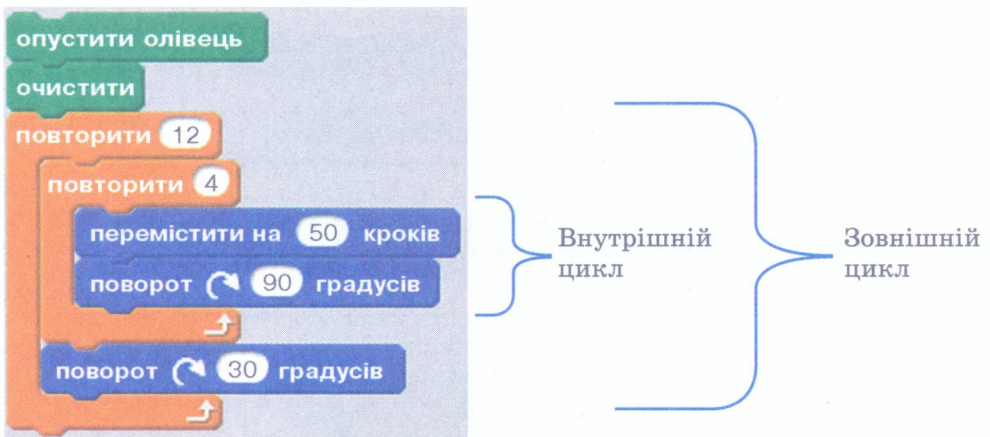 опустити олівець
очистити
повторити 12
повторити 4
перемістити на 50 кроків
поворот 90 градусів
поворот 30 градусів
Внутрішній
цикл
Зовнішній
цикл